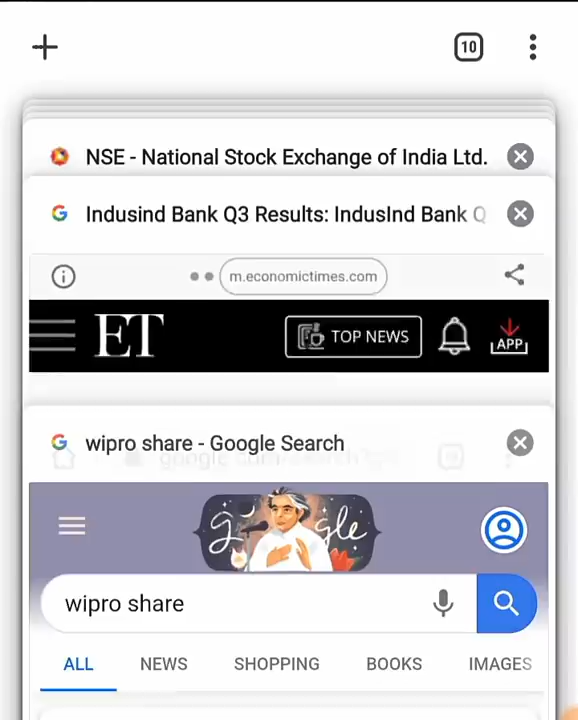 10
NSE - National Stock Exchange of India Ltd.
Indusind Bank Q3 Results: IndusInd Bank Q
m.economictimes.com
ET
TOP NEWS
APP
wipro share - Google Search
g gle
wipro share
ALL NEWS SHOPPING BOOKS IMAGES